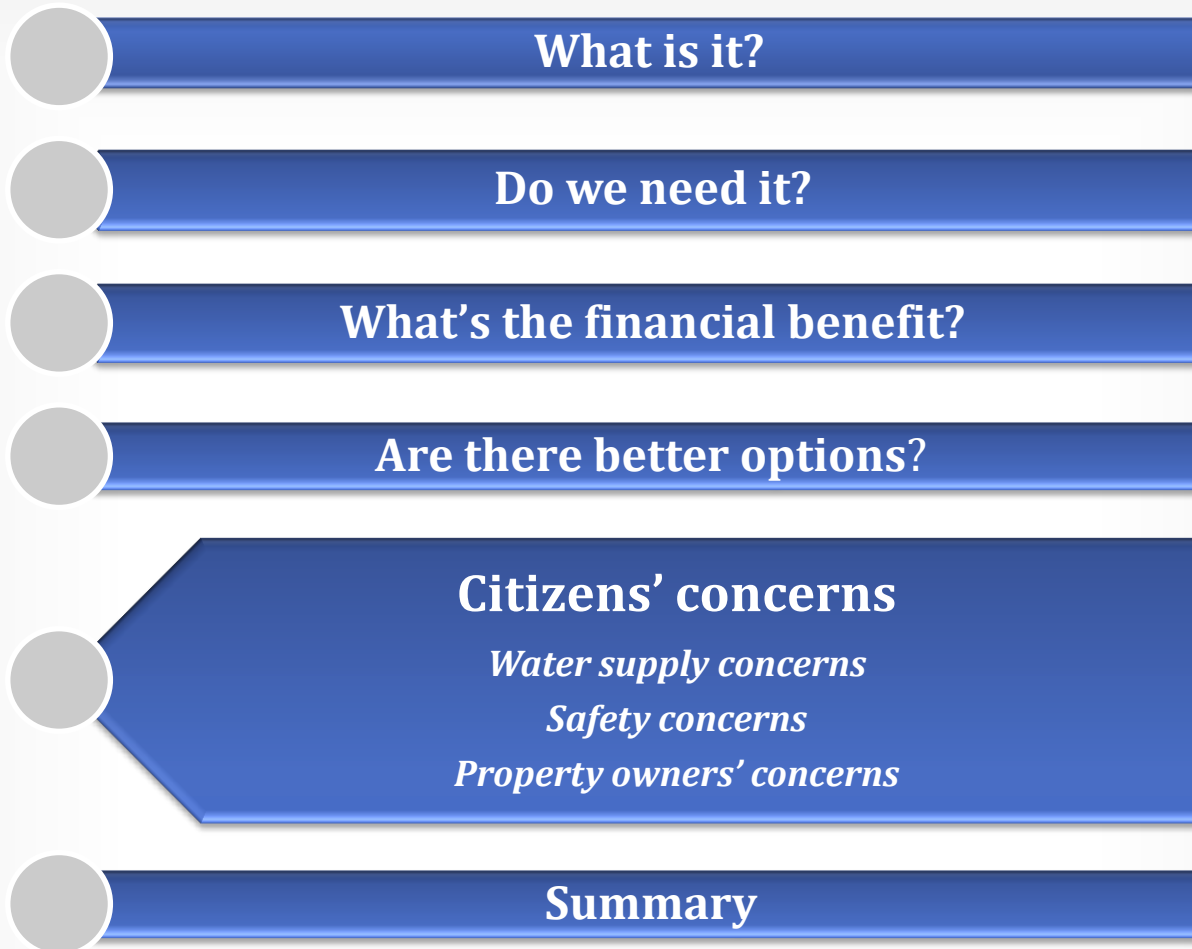 What is it?
Do we need it?
What’s the financial benefit?
Are there better options?
Citizens’ concerns
Water supply concerns
Safety concerns
Property owners’ concerns
Summary